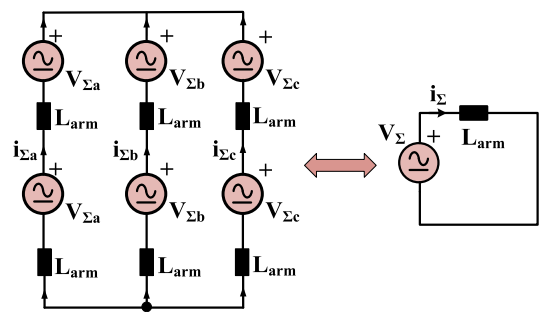 + + +
V_Σa V_Σb V_Σc
L_arm L_arm L_arm
i_Σa i_Σb i_Σc
+ + +
V_Σa V_Σb V_Σc
L_arm L_arm L_arm
i_Σ
V_Σ + L_arm